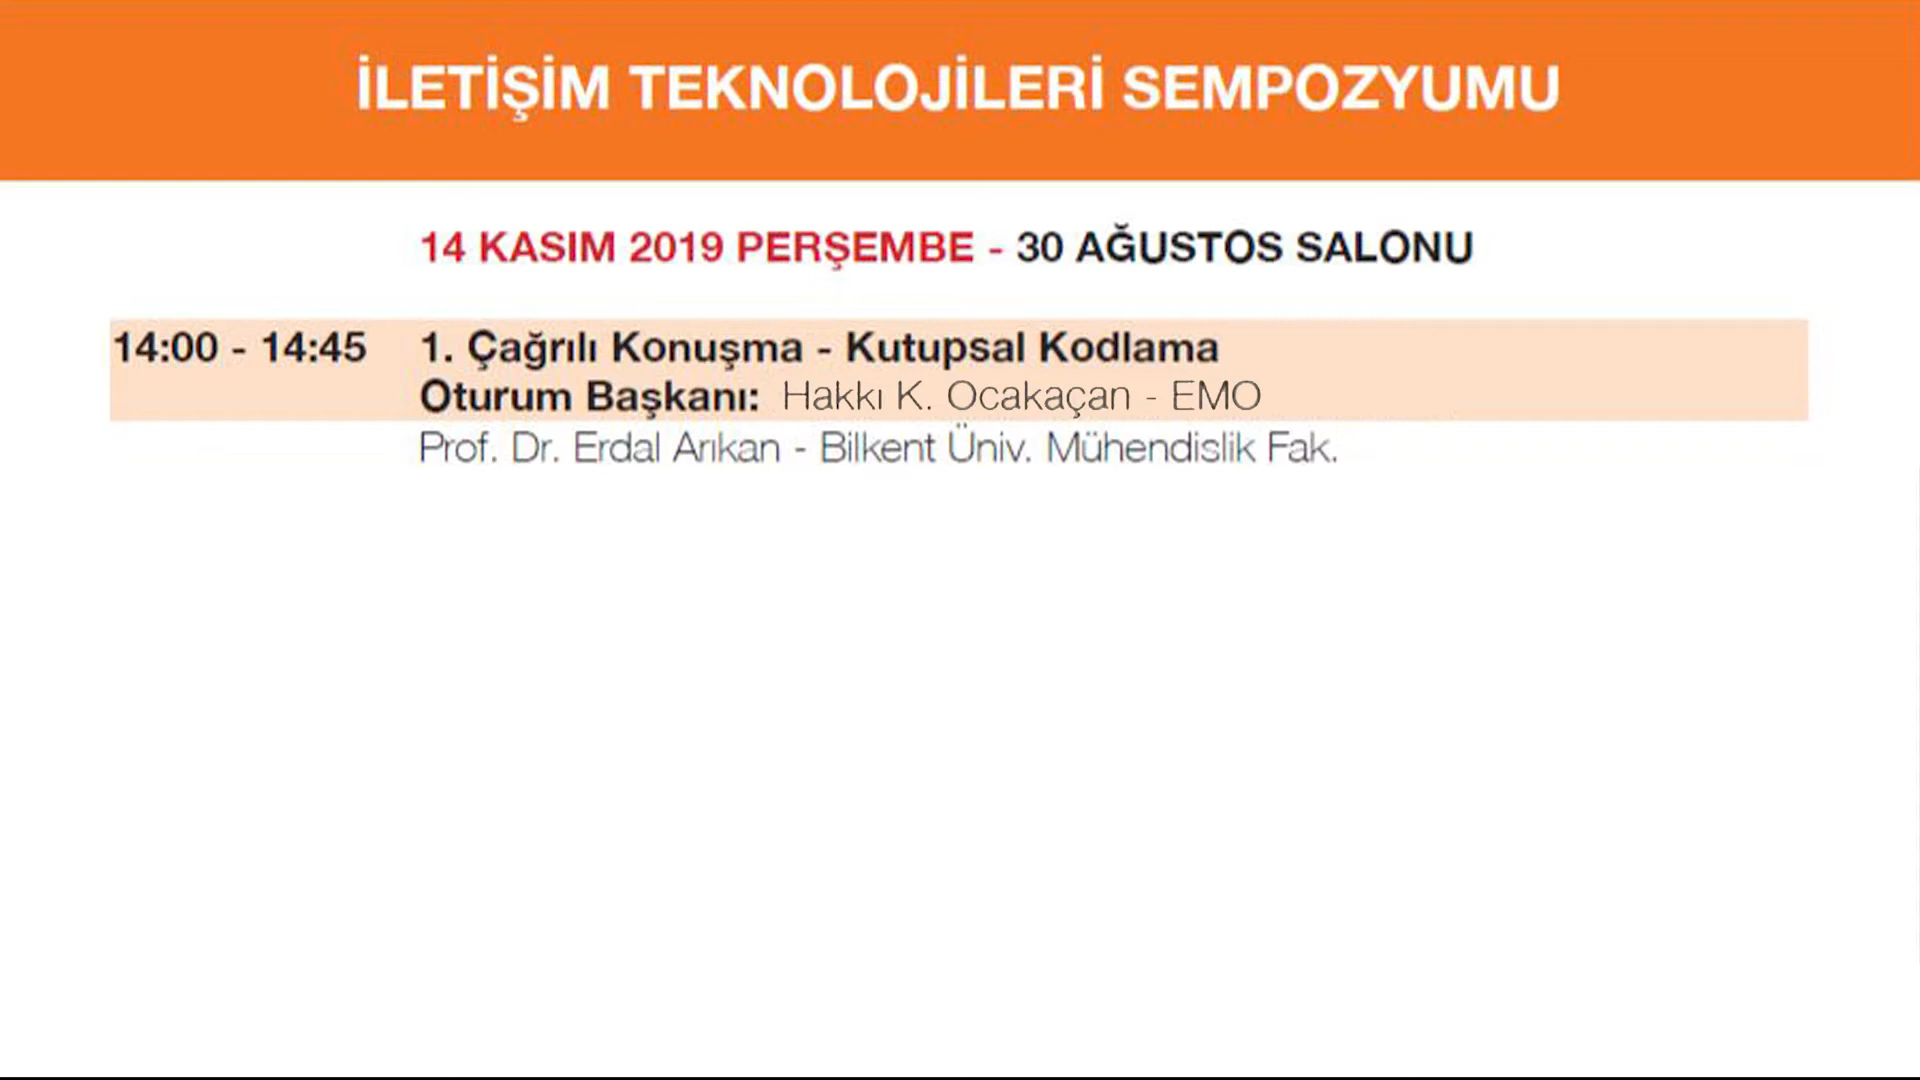 İLETİŞİM TEKNOLOJİLERİ SEMPOZYUMU
14 KASIM 2019 PERŞEMBE - 30 AĞUSTOS SALONU
14:00 - 14:45 1. Çağrılı Konuşma - Kutupsal Kodlama
Oturum Başkanı: Hakkı K. Ocakaçan - EMO
Prof. Dr. Erdal Arıkan - Bilkent Üniv. Mühendislik Fak.